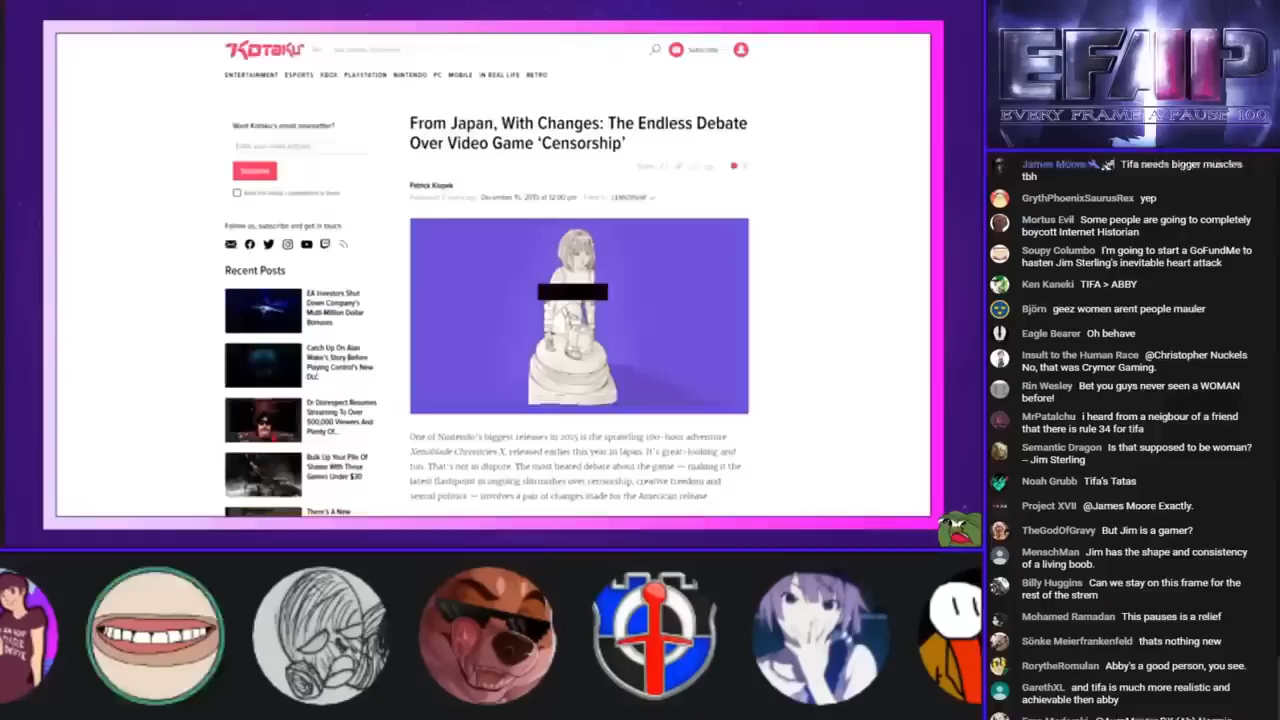 KOTAKU
Subscribe
ENTERTAINMENT ESPORTS XBOX PLAYSTATION NINTENDO PC MOBILE IN REAL LIFE RETRO
Want Kotaku's email newsletter?
Enter your email address
Subscribe
From Japan, With Changes: The Endless Debate
Over Video Game ‘Censorship’
Share
Patrick Klepek
December 15, 2015 at 12:00 pm
Follow us, subscribe and get in touch
Recent Posts
EA Investors Shut
Down Company's
Multi-Million Dollar
Bonuses
Catch Up On Alan
Wake's Story Before
Playing Control's New
DLC
Dr Disrespect Resumes
Streaming To Over
500,000 Viewers And
Plenty Of...
Bulk Up Your Pile Of
Shame With These
Games Under $30
There's A New
One of Nintendo's biggest releases in 2015 is the sprawling 100-hour adventure
Xenoblade Chronicles X, released earlier this year in Japan. It's great-looking and
fun. That's not in dispute. The most heated debate about the game — making it the
latest flashpoint in ongoing skirmishes over censorship, creative freedom and
sexual politics — involves a pair of changes made for the American release
EFAP
EVERY FRAME A PAUSE 100
James Moore Tifa needs bigger muscles
tbh
GrythPhoenixSaurusRex yep
Mortus Evil Some people are going to completely
boycott Internet Historian
Soupy Columbo I'm going to start a GoFundMe to
hasten Jim Sterling's inevitable heart attack
Ken Kaneki TIFA > ABBY
Björn geez women arent people mauler
Eagle Bearer Oh behave
Insult to the Human Race @Christopher Nuckels
No, that was Crymor Gaming.
Rin Wesley Bet you guys never seen a WOMAN
before!
MrPatalchu i heard from a neigbour of a friend
that there is rule 34 for tifa
Semantic Dragon Is that supposed to be woman?
—Jim Sterling
Noah Grubb Tifa's Tatas
Project XVII @James Moore Exactly.
TheGodOfGravy But Jim is a gamer?
MenschMan Jim has the shape and consistency
of a living boob.
Billy Huggins Can we stay on this frame for the
rest of the strem
Mohamed Ramadan This pauses is a relief
Sönke Meierfrankenfeld thats nothing new
RorytheRomulan Abby's a good person, you see.
GarethXL and tifa is much more realistic and
achievable then abby